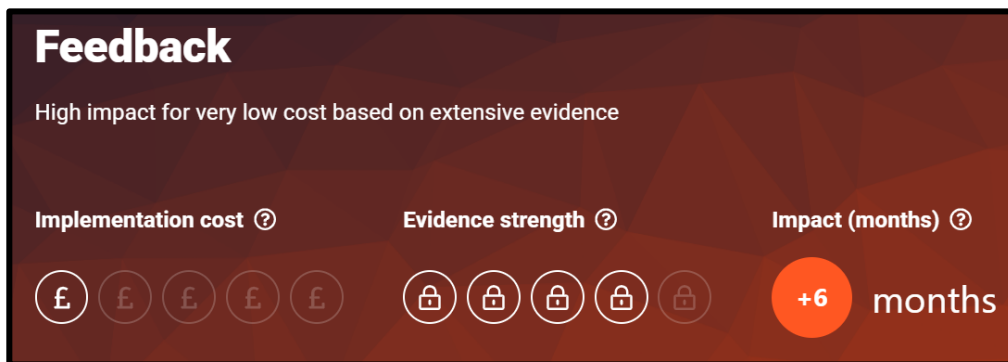 Feedback
High impact for very low cost based on extensive evidence
Implementation cost ? Evidence strength ? Impact (months) ?
£ £ £ £ £ +6 months